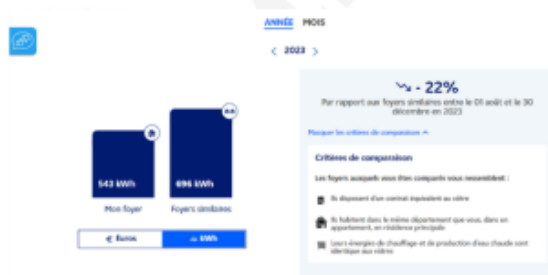 ANNÉE MOIS
< 2023 >
- 22%
Par rapport aux foyers similaires entre le 01 août et le 30
décembre en 2023
Masquer les critères de comparaison
Critères de comparaison
Les foyers auxquels vous êtes comparés vous ressemblent :
Ils disposent d'un contrat équivalent au vôtre
Ils habitent dans le même département que vous, dans un
appartement, en résidence principale
Leurs énergies de chauffage et de production d'eau chaude sont
identique aux vôtres
543 kWh
696 kWh
Mon foyer
Foyers similaires
€ Euros
kWh